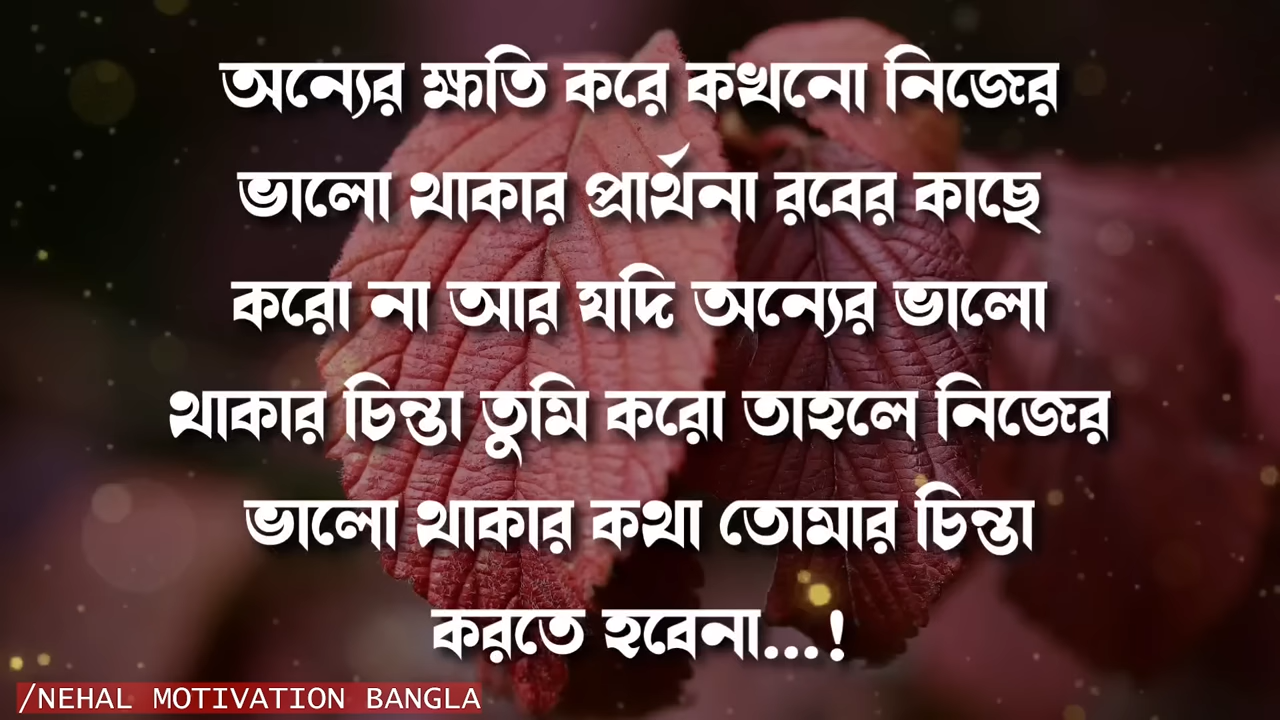 অন্যের ক্ষতি করে কখনো নিজের
ভালো থাকার প্রার্থনা রবের কাছে
করো না আর যদি অন্যের ভালো
থাকার চিন্তা তুমি করো তাহলে নিজের
ভালো থাকার কথা তোমার চিন্তা
করতে হবেনা...!
/NEHAL MOTIVATION BANGLA